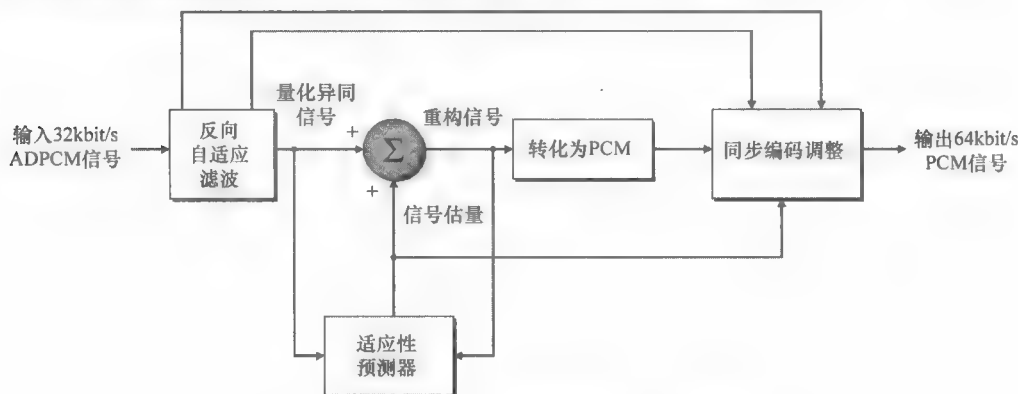 量化异同
信号
+
Σ
+
重构信号
输入32kbit/s
ADPCM信号
反向
自适应
滤波
转化为PCM
同步编码调整
输出64kbit/s
PCM信号
信号估量
适应性
预测器